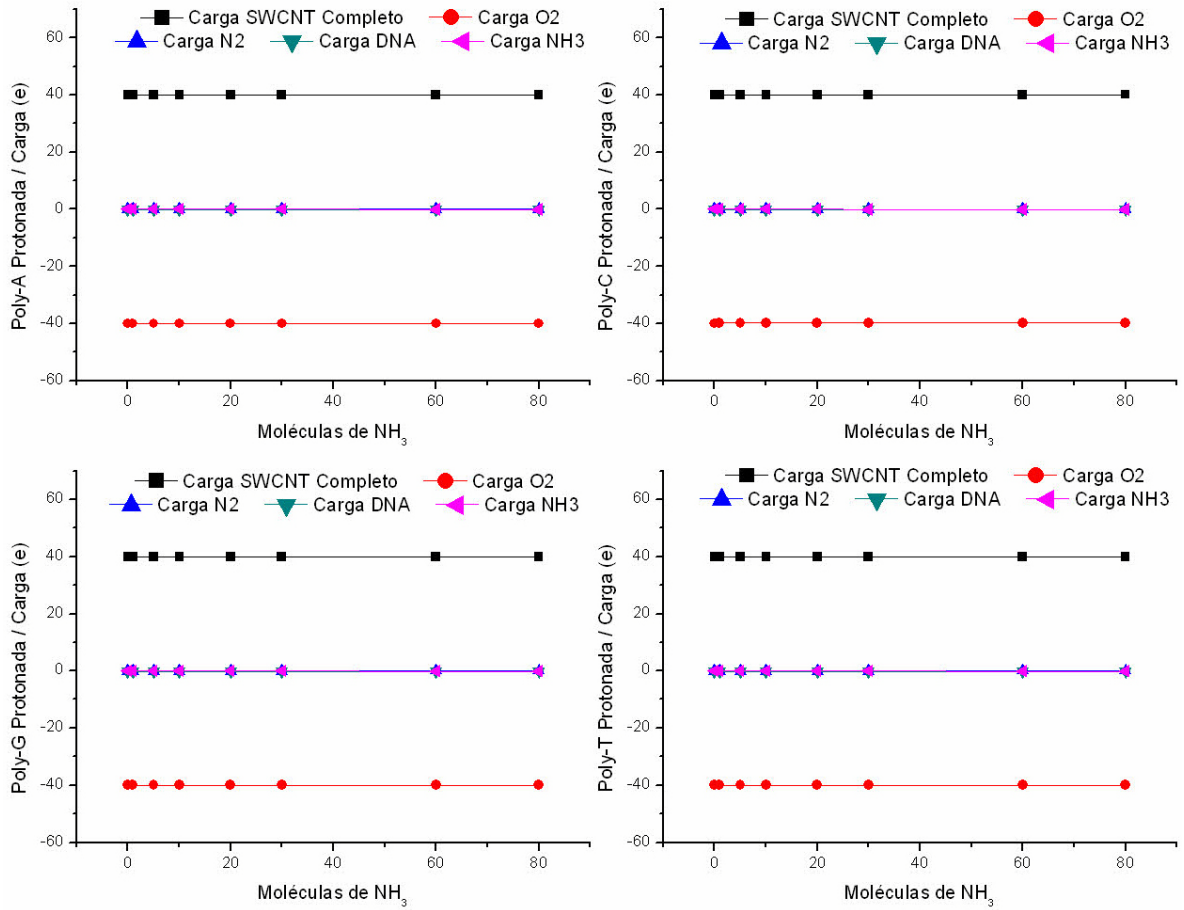 Carga SWCNT Completo Carga O2
Carga N2 Carga DNA Carga NH3
Poly-A Protonada / Carga (e)
60
40
20
0
-20
-40
-60
0 20 40 60 80
Moléculas de NH3
Carga SWCNT Completo Carga O2
Carga N2 Carga DNA Carga NH3
Poly-C Protonada / Carga (e)
60
40
20
0
-20
-40
-60
0 20 40 60 80
Moléculas de NH3
Carga SWCNT Completo Carga O2
Carga N2 Carga DNA Carga NH3
Poly-G Protonada / Carga (e)
60
40
20
0
-20
-40
-60
0 20 40 60 80
Moléculas de NH3
Carga SWCNT Completo Carga O2
Carga N2 Carga DNA Carga NH3
Poly-T Protonada / Carga (e)
60
40
20
0
-20
-40
-60
0 20 40 60 80
Moléculas de NH3